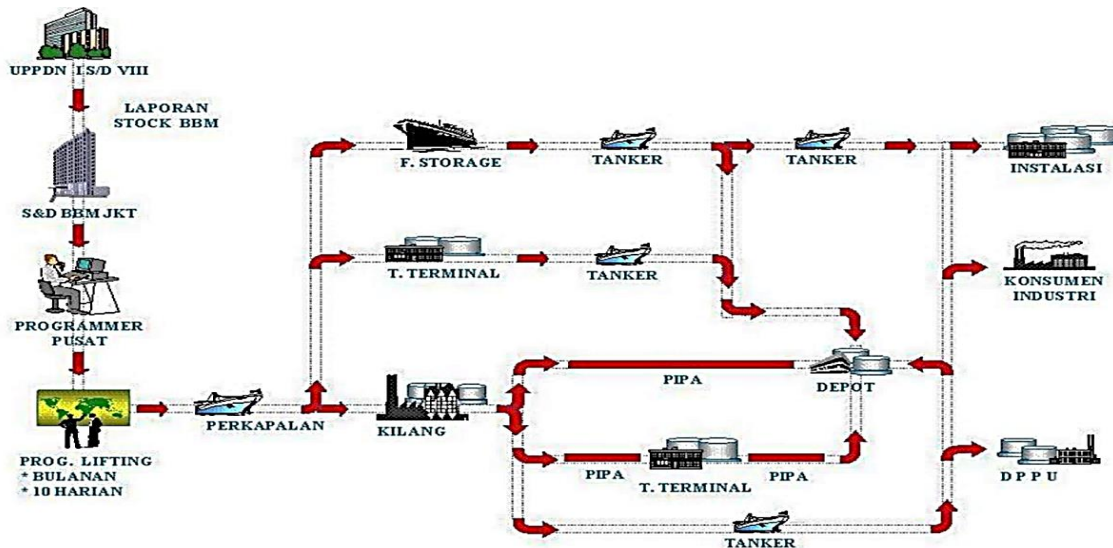 UPPDN I S/D VIII
LAPORAN
STOCK BBM
S&D BBM JKT
PROGRAMMER
PUSAT
PROG. LIFTING
* BULANAN
* 10 HARIAN
PERKAPALAN
F. STORAGE
TANKER
TANKER
INSTALASI
T. TERMINAL
TANKER
KONSUMEN
INDUSTRI
KILANG
PIPA
DEPOT
PIPA
T. TERMINAL
PIPA
D P P U
TANKER